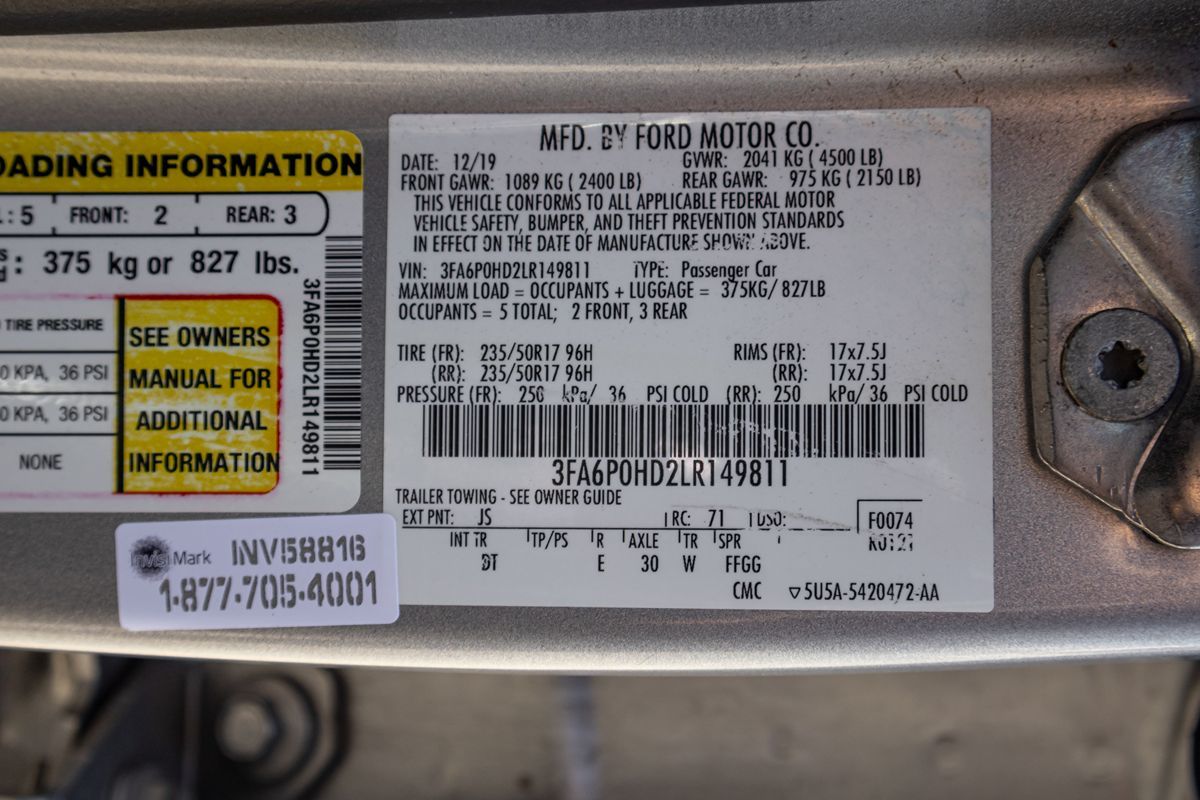 OADING INFORMATION
: 5 FRONT: 2 REAR: 3
: 375 kg or 827 lbs.
TIRE PRESSURE
0 KPA, 36 PSI
0 KPA, 36 PSI
NONE
SEE OWNERS
MANUAL FOR
ADDITIONAL
INFORMATION
3FA6P0HD2LR149811
InvisiMark INV58816
1-877-705-4001
MFD. BY FORD MOTOR CO.
DATE: 12/19 GVWR: 2041 KG ( 4500 LB)
FRONT GAWR: 1089 KG ( 2400 LB) REAR GAWR: 975 KG ( 2150 LB)
THIS VEHICLE CONFORMS TO ALL APPLICABLE FEDERAL MOTOR
VEHICLE SAFETY, BUMPER, AND THEFT PREVENTION STANDARDS
IN EFFECT ON THE DATE OF MANUFACTURE SHOWN ABOVE.
VIN: 3FA6P0HD2LR149811 TYPE: Passenger Car
MAXIMUM LOAD = OCCUPANTS + LUGGAGE = 375KG/ 827LB
OCCUPANTS = 5 TOTAL; 2 FRONT, 3 REAR
TIRE (FR): 235/50R17 96H RIMS (FR): 17x7.5J
(RR): 235/50R17 96H (RR): 17x7.5J
PRESSURE (FR): 250 kPa/ 36 PSI COLD (RR): 250 kPa/ 36 PSI COLD
3FA6P0HD2LR149811
TRAILER TOWING - SEE OWNER GUIDE
EXT PNT: JS RC: 71 DSO: F0074
R0121
INT TR TP/PS R AXLE TR SPR
DT E 30 W FFGG
CMC ▽5U5A-5420472-AA